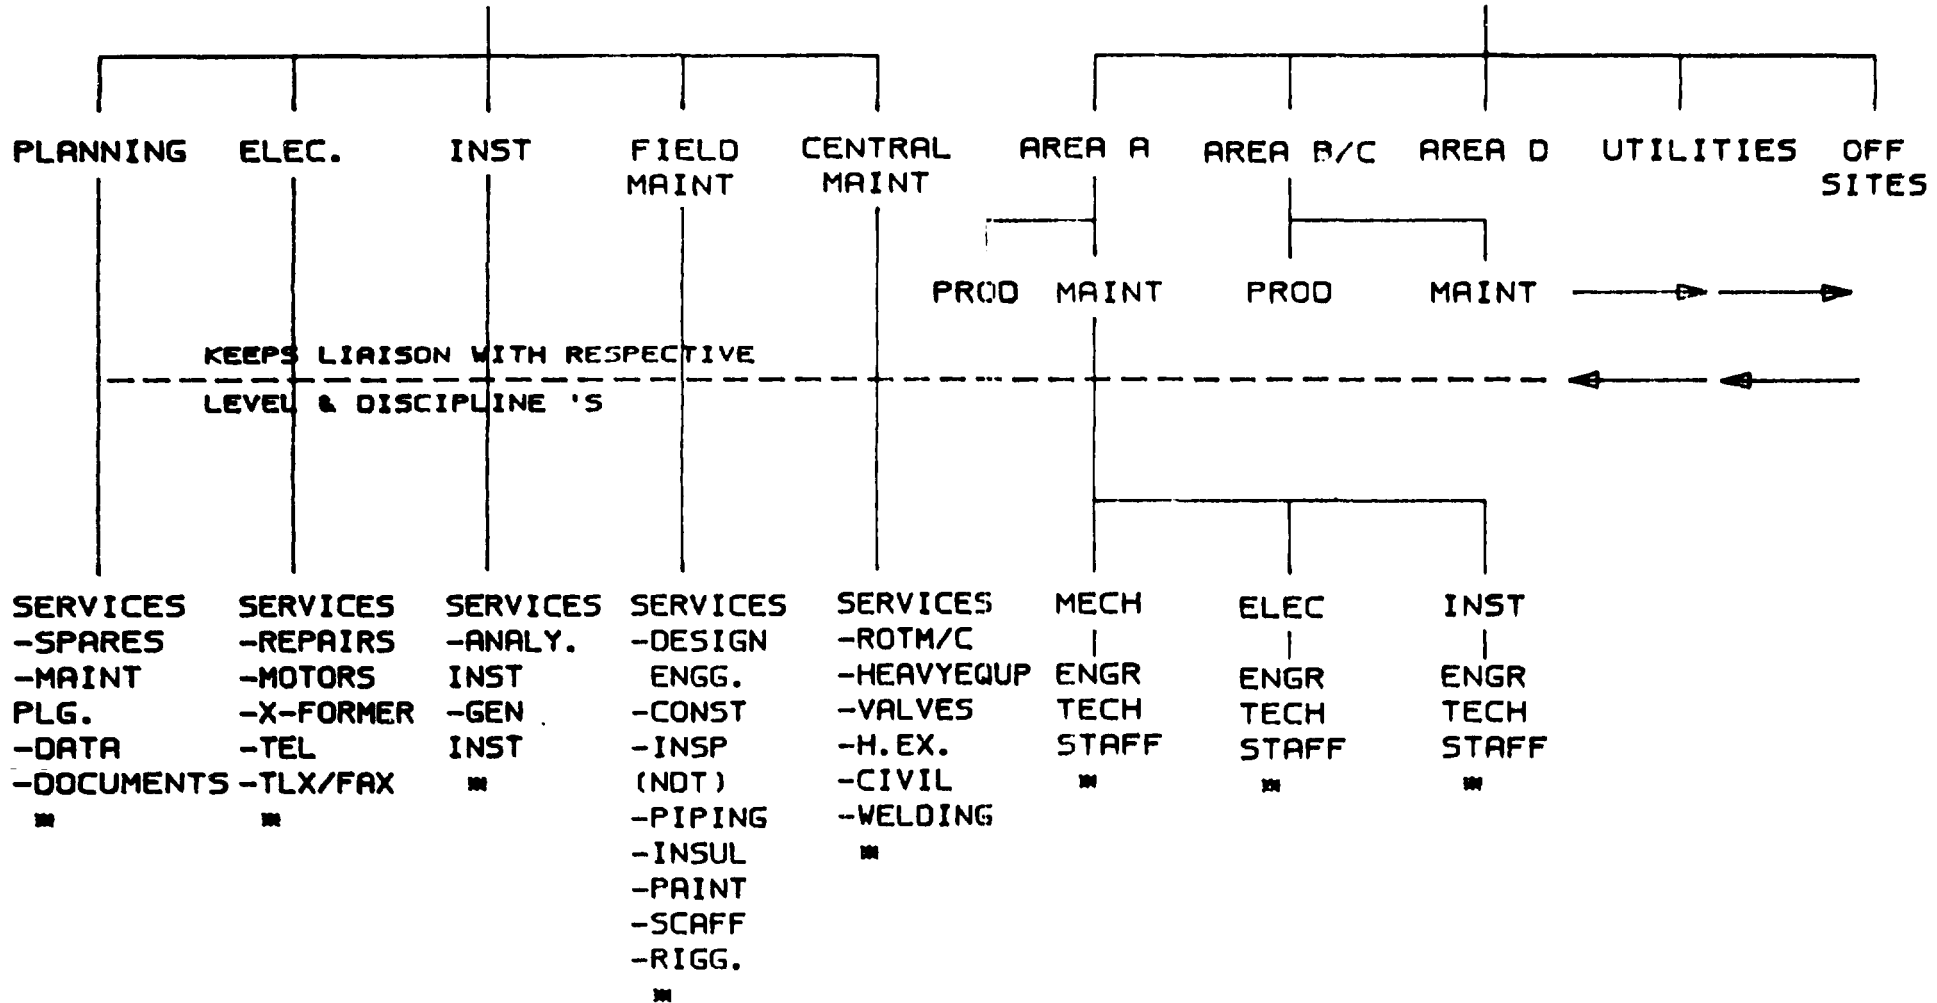 PLANNING ELEC. INST FIELD CENTRAL AREA A AREA B/C AREA D UTILITIES OFF
MAINT MAINT SITES
PROD MAINT PROD MAINT
KEEPS LIAISON WITH RESPECTIVE
LEVEL & DISCIPLINE 'S
SERVICES SERVICES SERVICES SERVICES SERVICES MECH ELEC INST
-SPARES -REPAIRS -ANALY. -DESIGN -ROTM/C
-MAINT -MOTORS INST ENGG. -HEAVYEQUP ENGR ENGR ENGR
PLG. -X-FORMER -GEN -CONST -VALVES TECH TECH TECH
-DATA -TEL INST -INSP -H.EX. STAFF STAFF STAFF
-DOCUMENTS -TLX/FAX * (NDT) -CIVIL * * *
* * -PIPING -WELDING
-INSUL *
-PAINT
-SCAFF
-RIGG.
*